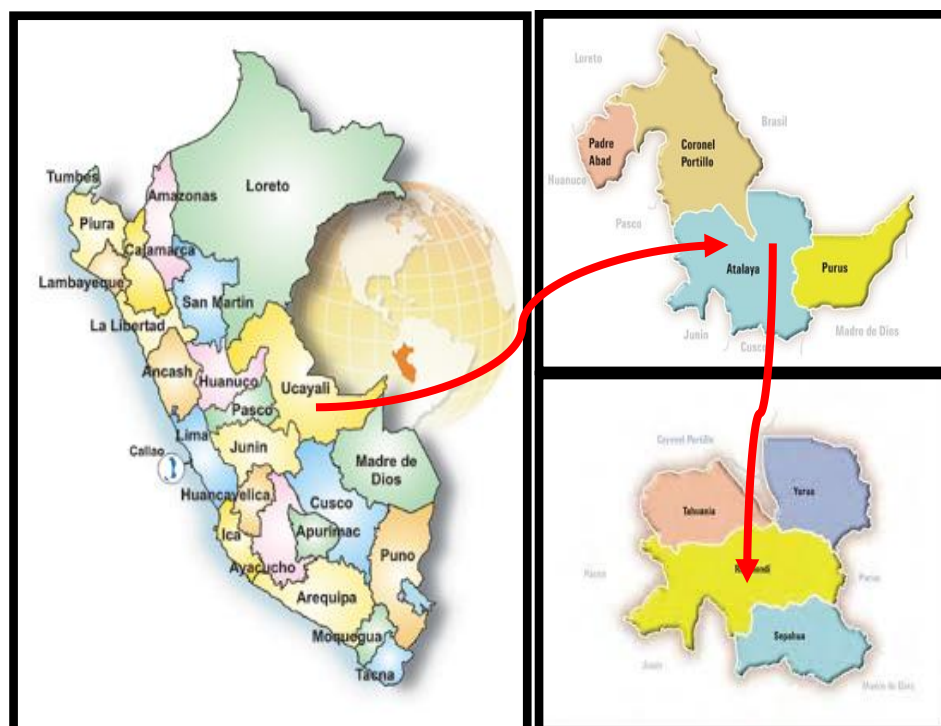 Loreto
Tumbes
Amazonas
Piura
Cajamarca
Lambayeque
San Martin
La Libertad
Ancash
Huanuco
Ucayali
Pasco
Lima
Junin
Callao
Madre de
Dios
Huancavelica
Cusco
Ica
Apurimac
Puno
Ayacucho
Arequipa
Moquegua
Tacna
Loreto
Brasil
Padre
Abad
Coronel
Portillo
Huanuco
Pasco
Atalaya
Purus
Junin
Cusco
Madre de Dios
Coronel Portillo
Tahuania
Yurua
Pasco
Purus
Sepahua
Junin
Madre de Dios